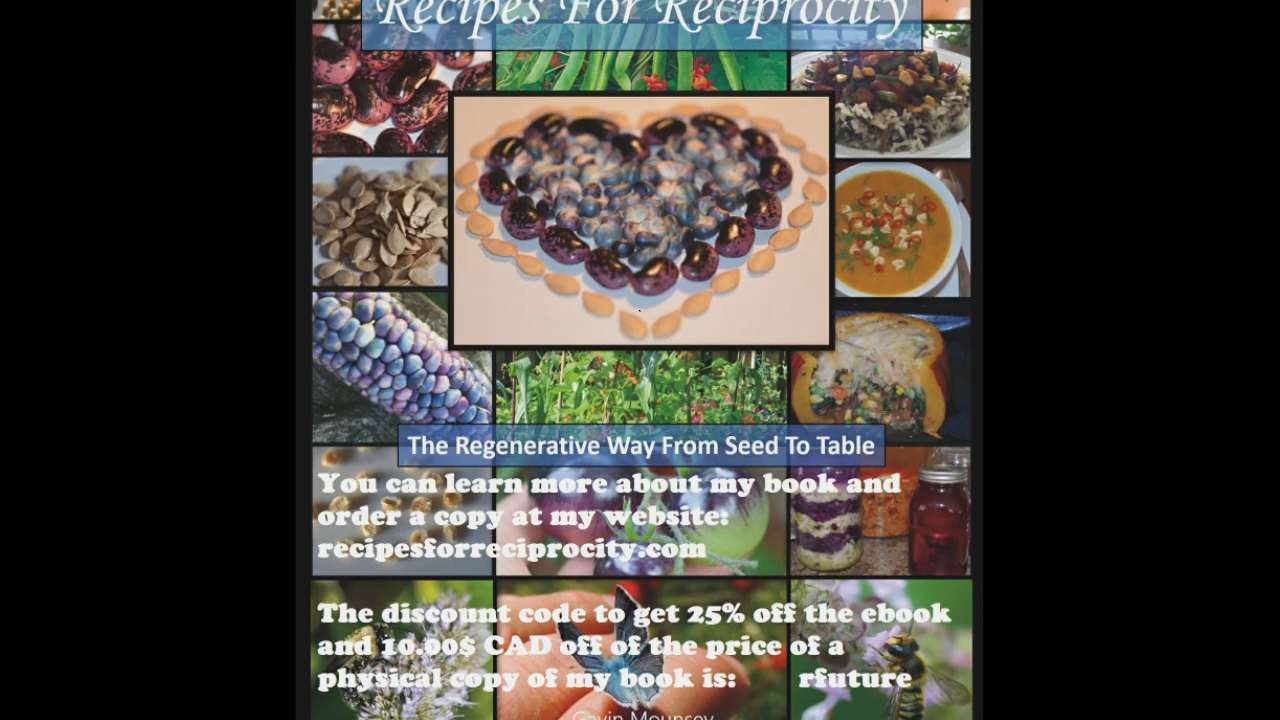 Recipes For Reciprocity
The Regenerative Way From Seed To Table
You can learn more about my book and
order a copy at my website:
recipesforreciprocity.com
The discount code to get 25% off the ebook
and 10.00$ CAD off of the price of a
physical copy of my book is: rfuture
Gavin Mounsey